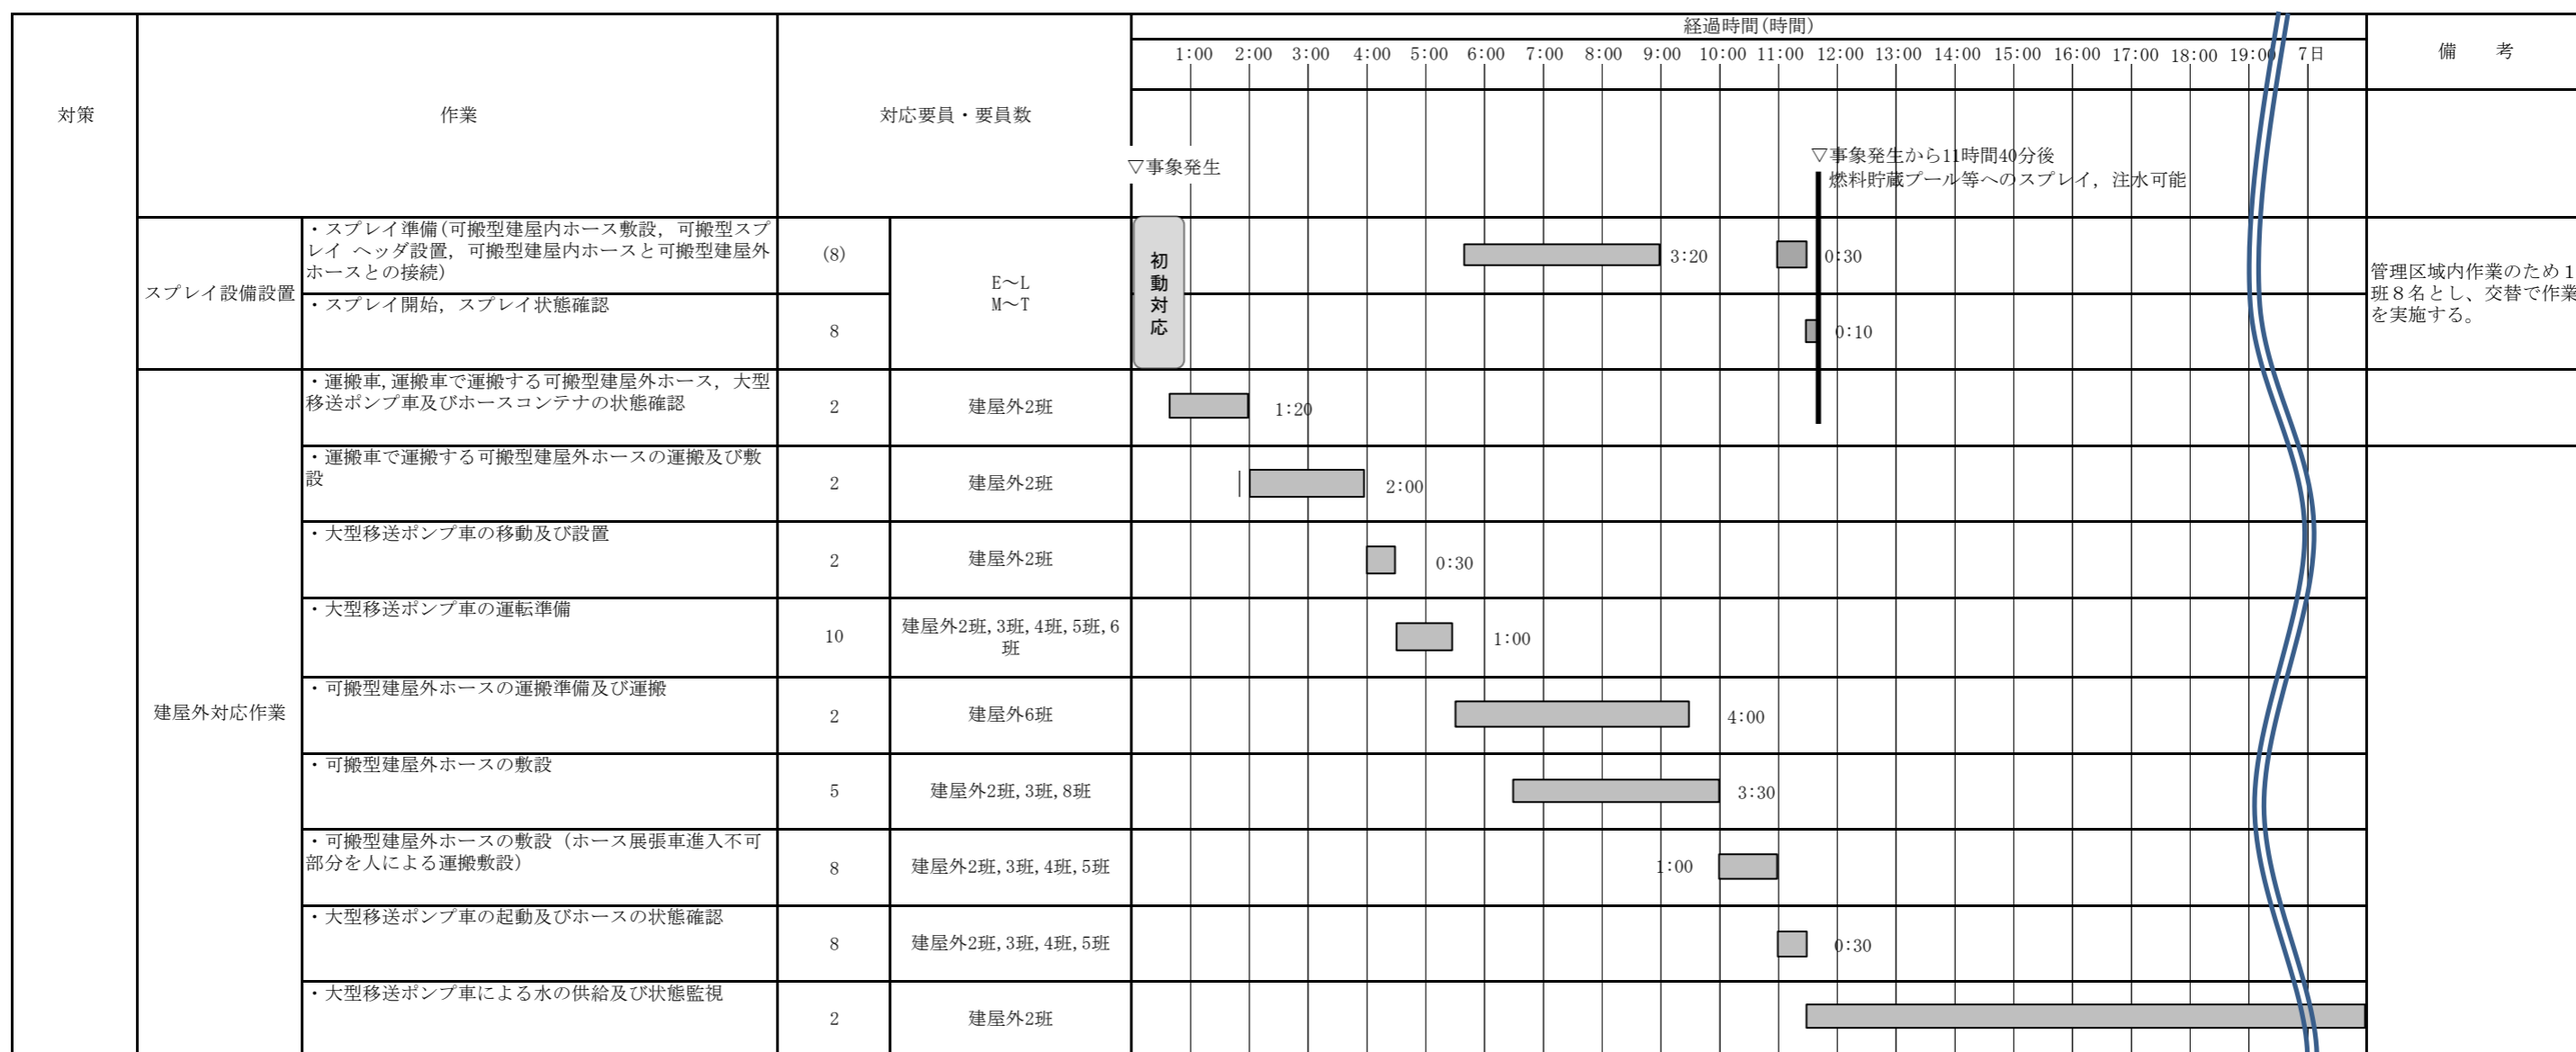 対策
作業
対応要員・要員数
経過時間(時間)
備　考
1:00 2:00 3:00 4:00 5:00 6:00 7:00 8:00 9:00 10:00 11:00 12:00 13:00 14:00 15:00 16:00 17:00 18:00 19:00 7日
▽事象発生
▽事象発生から11時間40分後
燃料貯蔵プール等へのスプレイ，注水可能
スプレイ設備設置
・スプレイ準備(可搬型建屋内ホース敷設，可搬型スプ
レイ ヘッダ設置，可搬型建屋内ホースと可搬型建屋外
ホースとの接続)
(8)
E～L
M～T
初
動
対
応
3:20
0:30
管理区域内作業のため１
班８名とし、交替で作業
を実施する。
・スプレイ開始，スプレイ状態確認
8
0:10
建屋外対応作業
・運搬車,運搬車で運搬する可搬型建屋外ホース，大型
移送ポンプ車及びホースコンテナの状態確認
2
建屋外2班
1:20
・運搬車で運搬する可搬型建屋外ホースの運搬及び敷
設
2
建屋外2班
2:00
・大型移送ポンプ車の移動及び設置
2
建屋外2班
0:30
・大型移送ポンプ車の運転準備
10
建屋外2班,3班,4班,5班,6
班
1:00
・可搬型建屋外ホースの運搬準備及び運搬
2
建屋外6班
4:00
・可搬型建屋外ホースの敷設
5
建屋外2班,3班,8班
3:30
・可搬型建屋外ホースの敷設（ホース展張車進入不可
部分を人による運搬敷設）
8
建屋外2班,3班,4班,5班
1:00
・大型移送ポンプ車の起動及びホースの状態確認
8
建屋外2班,3班,4班,5班
0:30
・大型移送ポンプ車による水の供給及び状態監視
2
建屋外2班